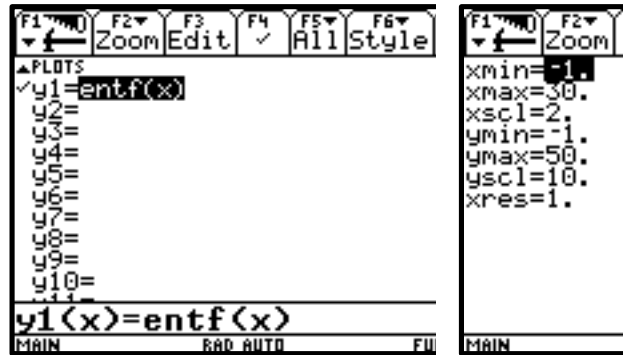 F1 F2 Zoom F3 Edit F4 ✓ F5 All F6 Style
PLOTS
✓y1=entf(x)
y2=
y3=
y4=
y5=
y6=
y7=
y8=
y9=
y10=
y1(x)=entf(x)
MAIN RAD AUTO FU
F1 F2 Zoom
xmin=-1.
xmax=30.
xscl=2.
ymin=-1.
ymax=50.
yscl=10.
xres=1.
MAIN